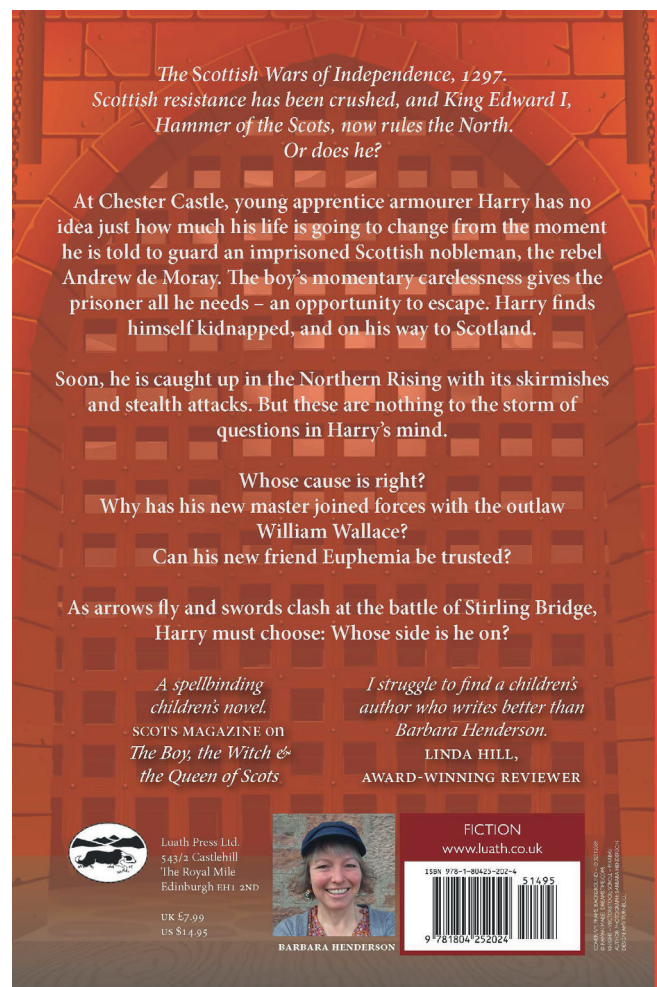 The Scottish Wars of Independence, 1297.
Scottish resistance has been crushed, and King Edward I,
Hammer of the Scots, now rules the North.
Or does he?
At Chester Castle, young apprentice armourer Harry has no
idea just how much his life is going to change from the moment
he is told to guard an imprisoned Scottish nobleman, the rebel
Andrew de Moray. The boy's momentary carelessness gives the
prisoner all he needs – an opportunity to escape. Harry finds
himself kidnapped, and on his way to Scotland.
Soon, he is caught up in the Northern Rising with its skirmishes
and stealth attacks. But these are nothing to the storm of
questions in Harry's mind.
Whose cause is right?
Why has his new master joined forces with the outlaw
William Wallace?
Can his new friend Euphemia be trusted?
As arrows fly and swords clash at the battle of Stirling Bridge,
Harry must choose: Whose side is he on?
A spellbinding
children's novel.
SCOTS MAGAZINE on
The Boy, the Witch &
the Queen of Scots
I struggle to find a children's
author who writes better than
Barbara Henderson.
LINDA HILL,
AWARD-WINNING REVIEWER
Luath Press Ltd.
543/2 Castlehill
The Royal Mile
Edinburgh EH1 2ND
UK £7.99
US $14.95
BARBARA HENDERSON
FICTION
www.luath.co.uk
ISBN 978-1-80425-202-4
51495
9 781804 252024